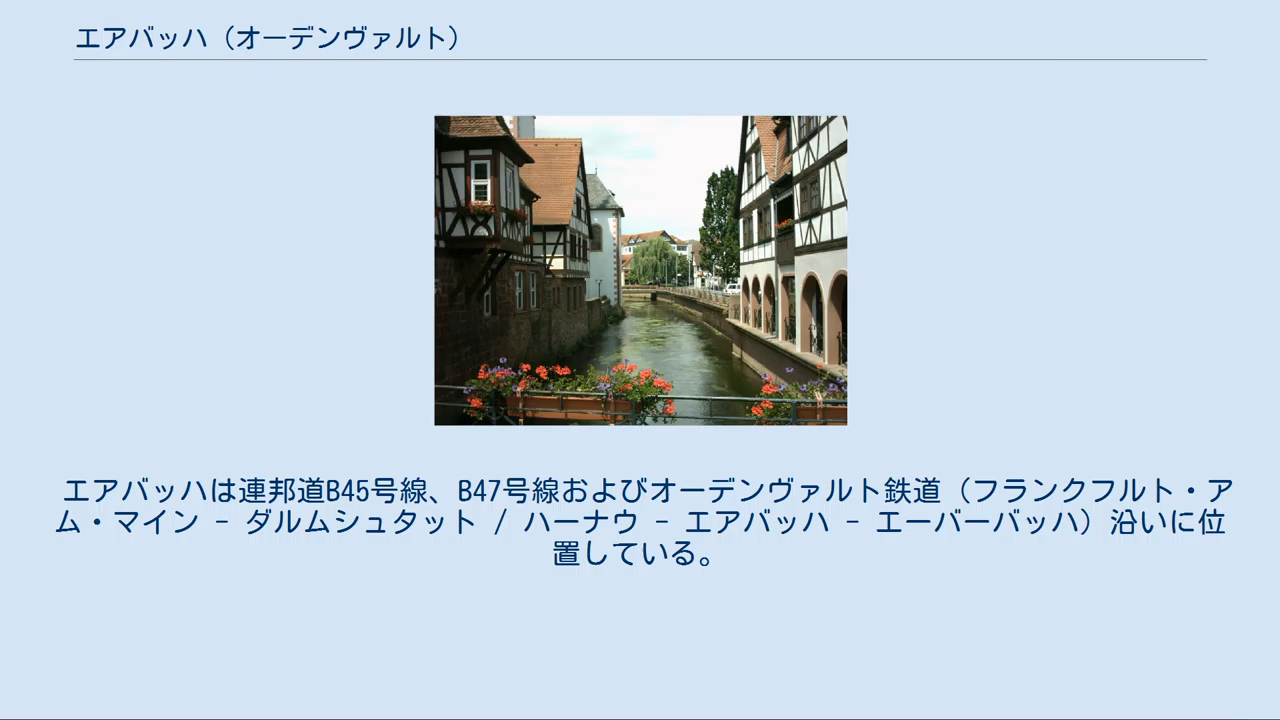 エアバッハ（オーデンヴァルト）
エアバッハは連邦道B45号線、B47号線およびオーデンヴァルト鉄道（フランクフルト・ア
ム・マイン - ダルムシュタット / ハーナウ - エアバッハ - エーバーバッハ）沿いに位
置している。